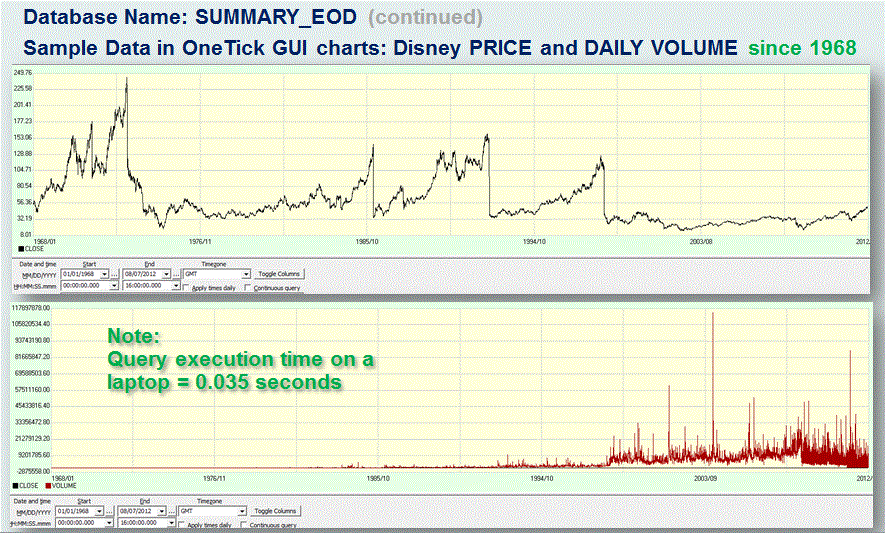 Database Name: SUMMARY_EOD (continued)
Sample Data in OneTick GUI charts: Disney PRICE and DAILY VOLUME since 1968
249.76
225.58
201.41
177.23
153.06
128.88
104.71
80.54
56.36
32.19
8.01
1968/01 1976/11 1985/10 1994/10 2003/08 2012/
CLOSE
Date and time Start End Timezone
MM/DD/YYYY 01/01/1968 ... 08/07/2012 ... GMT Toggle Columns
HH:MM:SS.mmm 00:00:00.000 16:00:00.000 Apply times daily Continuous query
117897878.00
105820534.40
93743190.80
81665847.20
69588503.60
57511160.00
45433816.40
33356472.80
21279129.20
9201785.60
-2875558.00
Note:
Query execution time on a
laptop = 0.035 seconds
1968/01 1976/11 1985/10 1994/10 2003/09 2012/
CLOSE VOLUME
Date and time Start End Timezone
MM/DD/YYYY 01/01/1968 ... 08/07/2012 ... GMT Toggle Columns
HH:MM:SS.mmm 00:00:00.000 16:00:00.000 Apply times daily Continuous query